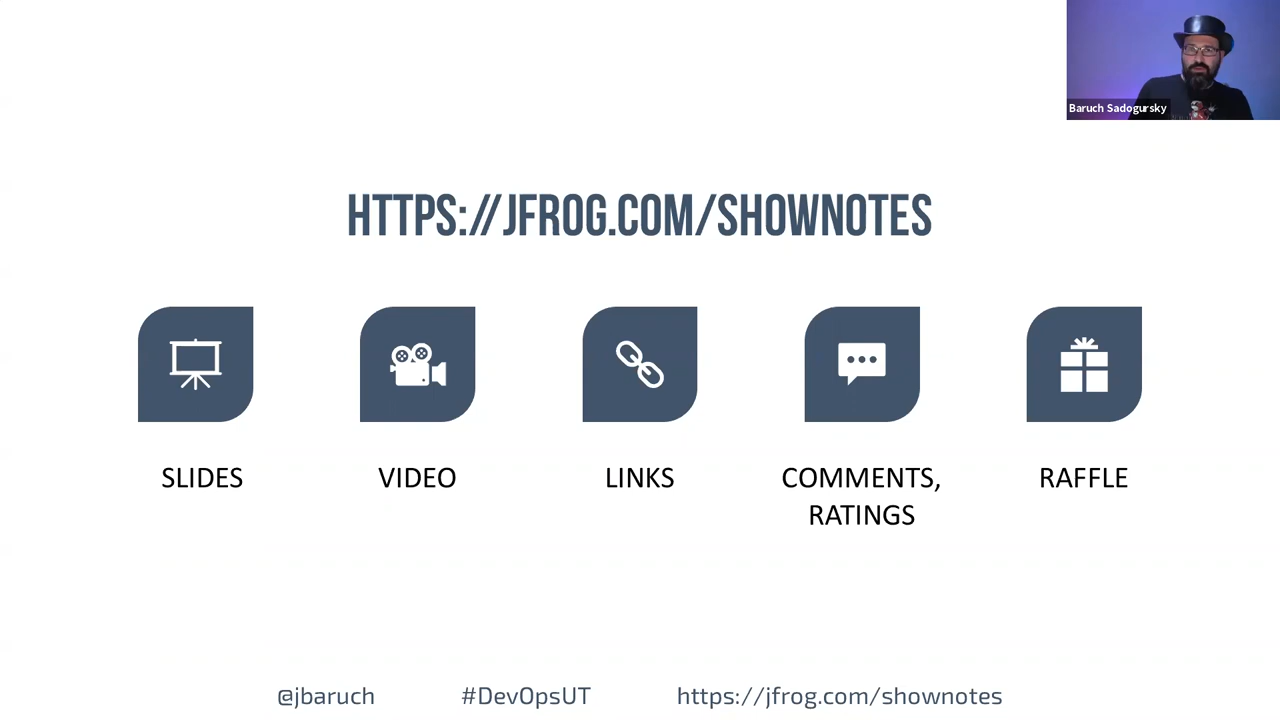 Baruch Sadogursky
HTTPS://JFROG.COM/SHOWNOTES
SLIDES
VIDEO
LINKS
COMMENTS,
RATINGS
RAFFLE
@jbaruch
#DevOpsUT
https://jfrog.com/shownotes